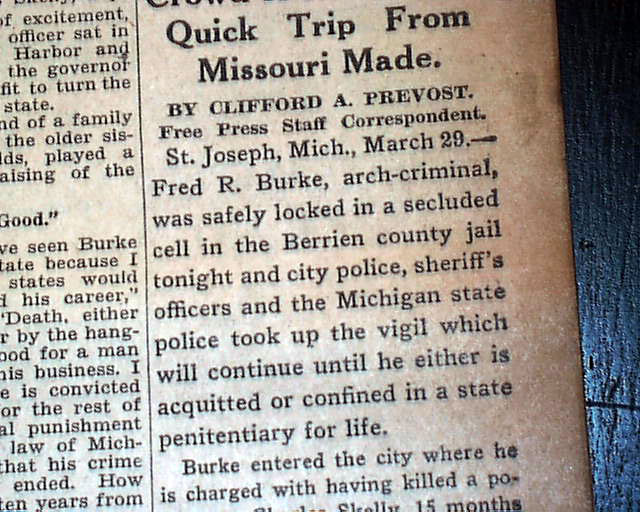 of excitement,
officer sat in
Harbor and
the governor
fit to turn the
state.
nd of a family
the older sis-
lds, played a
aising of the
Good."
ve seen Burke
tate because I
states would
d his career,"
"Death, either
r by the hang-
ood for a man
his business. I
e is convicted
or the rest of
al punishment
law of Mich-
that his crime
ended. How
ten years from
Quick Trip From
Missouri Made.
BY CLIFFORD A. PREVOST.
Free Press Staff Correspondent.
St. Joseph, Mich., March 29.—
Fred R. Burke, arch-criminal,
was safely locked in a secluded
cell in the Berrien county jail
tonight and city police, sheriff's
officers and the Michigan state
police took up the vigil which
will continue until he either is
acquitted or confined in a state
penitentiary for life.
Burke entered the city where he
is charged with having killed a po-
Charles Skelly, 15 months